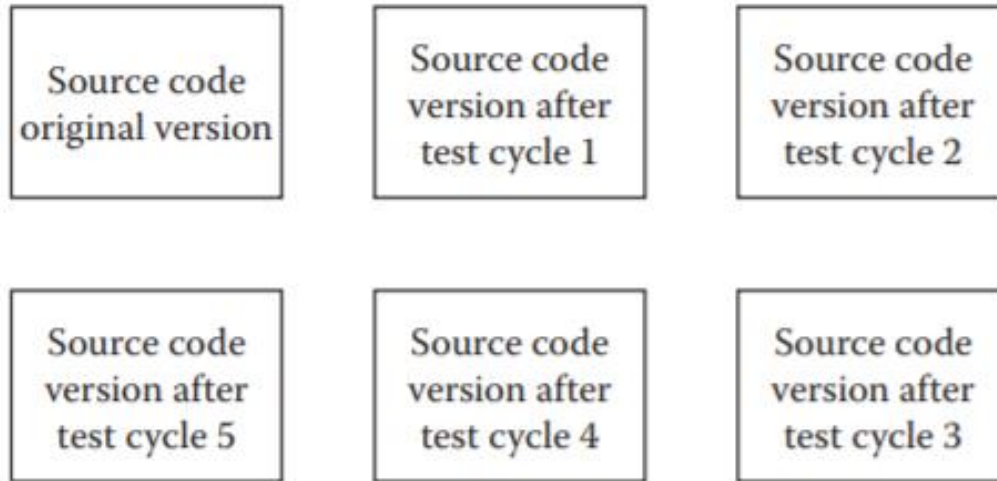 Source code
original version
Source code
version after
test cycle 1
Source code
version after
test cycle 2
Source code
version after
test cycle 5
Source code
version after
test cycle 4
Source code
version after
test cycle 3